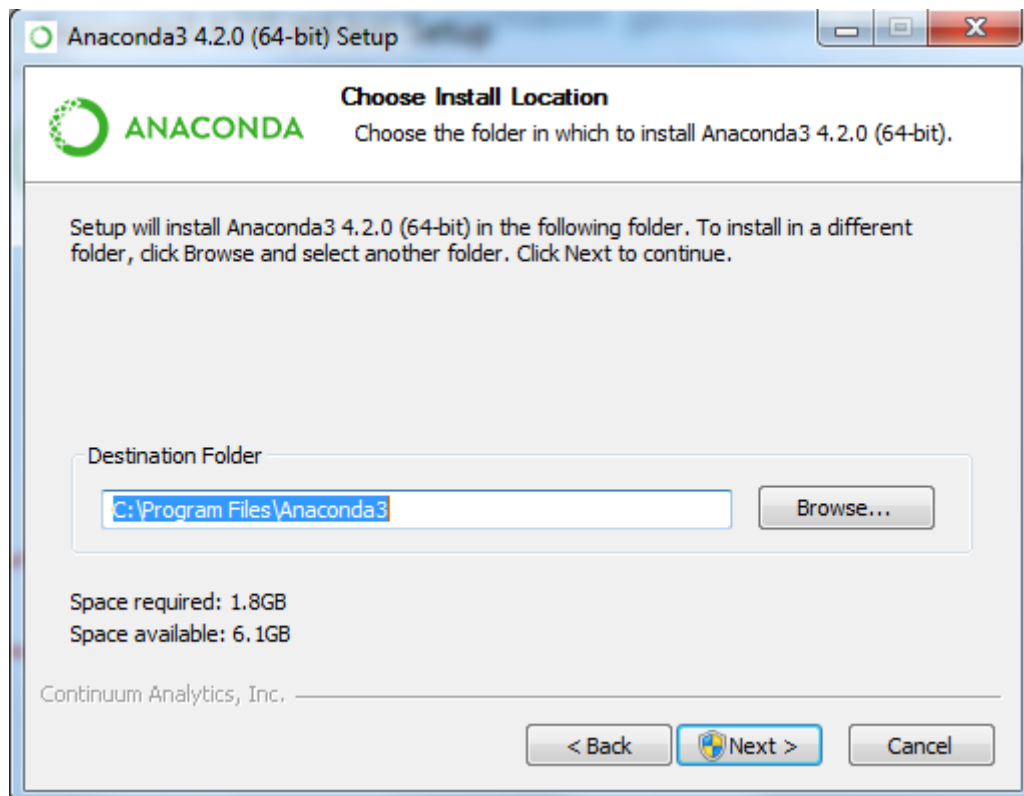 Anaconda3 4.2.0 (64-bit) Setup
ANACONDA
Choose Install Location
Choose the folder in which to install Anaconda3 4.2.0 (64-bit).
Setup will install Anaconda3 4.2.0 (64-bit) in the following folder. To install in a different
folder, click Browse and select another folder. Click Next to continue.
Destination Folder
C:\Program Files\Anaconda3
Browse...
Space required: 1.8GB
Space available: 6.1GB
Continuum Analytics, Inc.
< Back
Next >
Cancel